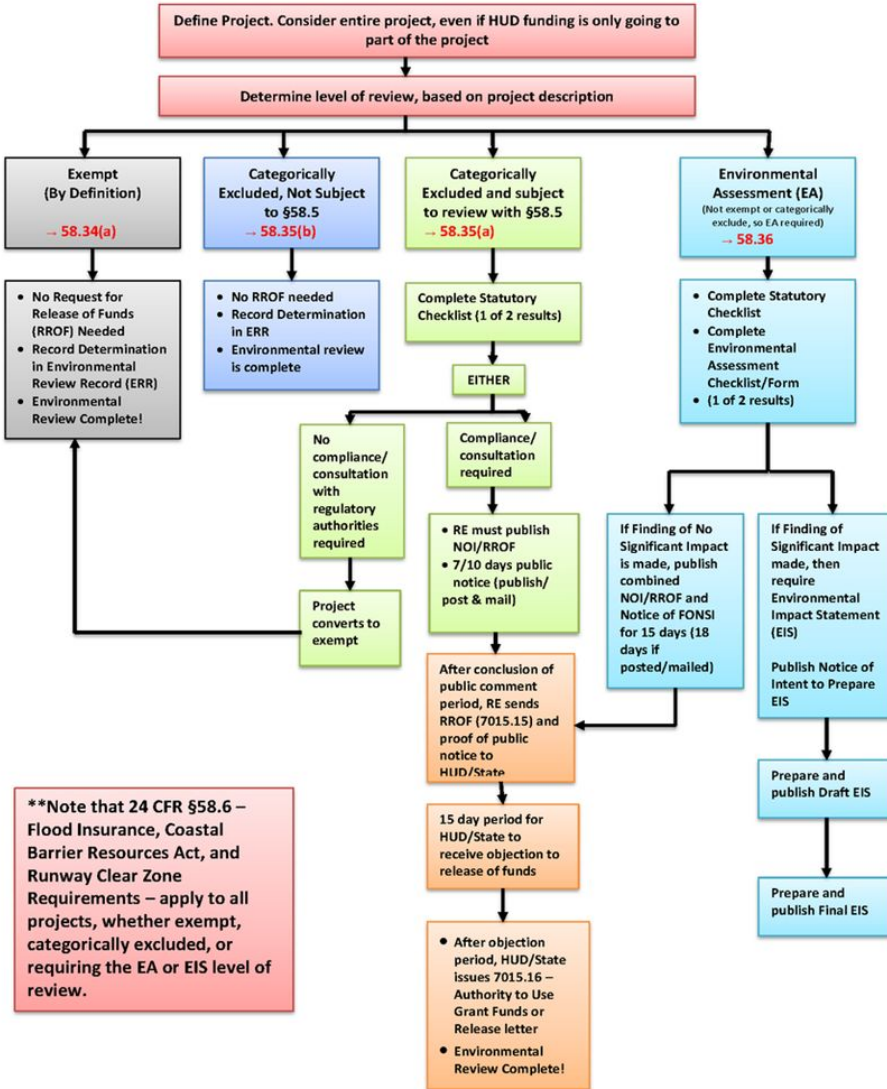 Define Project. Consider entire project, even if HUD funding is only going to
part of the project
Determine level of review, based on project description
Exempt
(By Definition)
→ 58.34(a)
Categorically
Excluded, Not Subject
to §58.5
→ 58.35(b)
Categorically
Excluded and subject
to review with §58.5
→ 58.35(a)
Environmental
Assessment (EA)
(Not exempt or categorically
exclude, so EA required)
→ 58.36
• No Request for
Release of Funds
(RROF) Needed
• Record Determination
in Environmental
Review Record (ERR)
• Environmental
Review Complete!
• No RROF needed
• Record Determination
in ERR
• Environmental review
is complete
Complete Statutory
Checklist (1 of 2 results)
• Complete Statutory
Checklist
• Complete
Environmental
Assessment
Checklist/Form
• (1 of 2 results)
EITHER
No
compliance/
consultation
with
regulatory
authorities
required
Compliance/
consultation
required
Project
converts to
exempt
• RE must publish
NOI/RROF
• 7/10 days public
notice (publish/
post & mail)
If Finding of No
Significant Impact
is made, publish
combined
NOI/RROF and
Notice of FONSI
for 15 days (18
days if
posted/mailed)
If Finding of
Significant Impact
made, then
require
Environmental
Impact Statement
(EIS)
Publish Notice of
Intent to Prepare
EIS
After conclusion of
public comment
period, RE sends
RROF (7015.15) and
proof of public
notice to
HUD/State
Prepare and
publish Draft EIS
15 day period for
HUD/State to
receive objection to
release of funds
Prepare and
publish Final EIS
• After objection
period, HUD/State
issues 7015.16 –
Authority to Use
Grant Funds or
Release letter
• Environmental
Review Complete!
**Note that 24 CFR §58.6 –
Flood Insurance, Coastal
Barrier Resources Act, and
Runway Clear Zone
Requirements – apply to all
projects, whether exempt,
categorically excluded, or
requiring the EA or EIS level of
review.